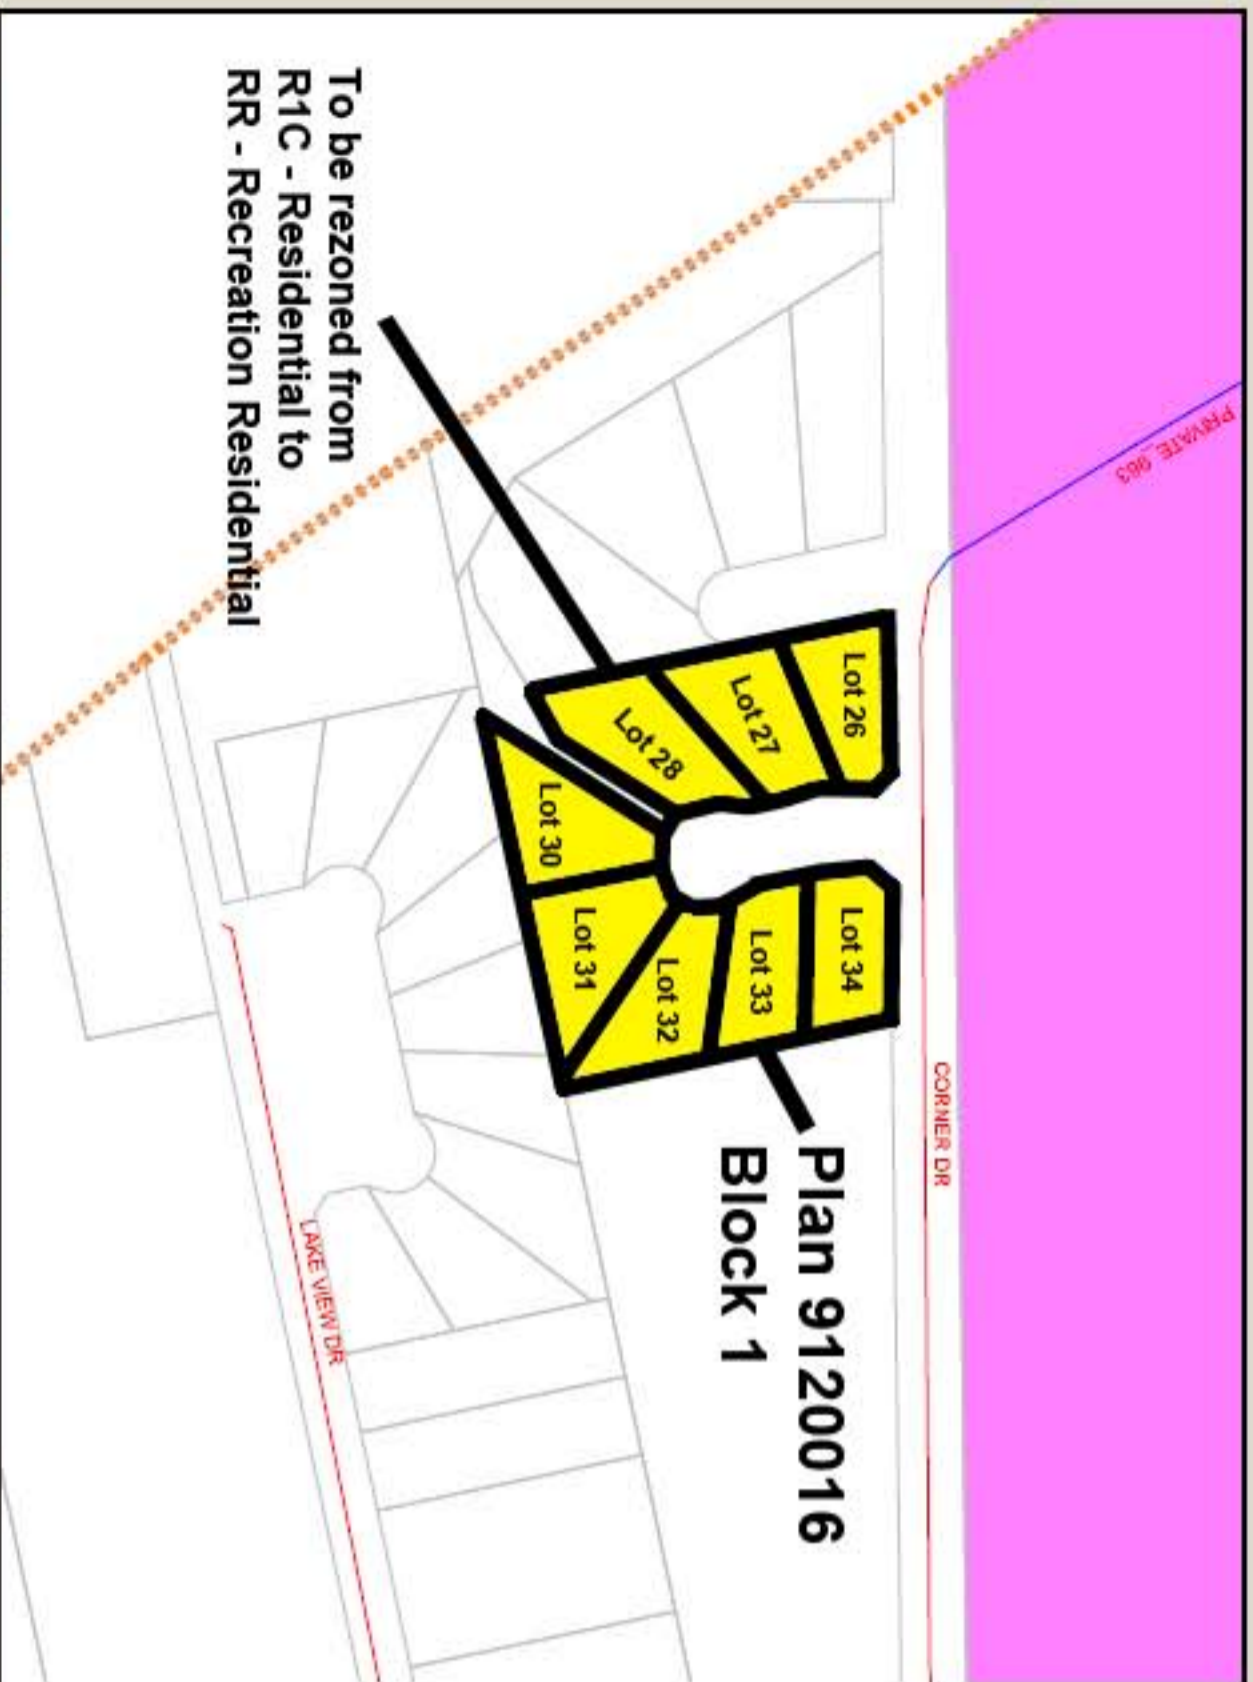 PRIVATE_963
CORNER DR
Lot 26
Lot 34
Lot 27
Lot 33
Lot 28
Lot 32
Lot 30
Lot 31
Plan 9120016
Block 1
To be rezoned from
R1C - Residential to
RR - Recreation Residential
LAKE VIEW DR